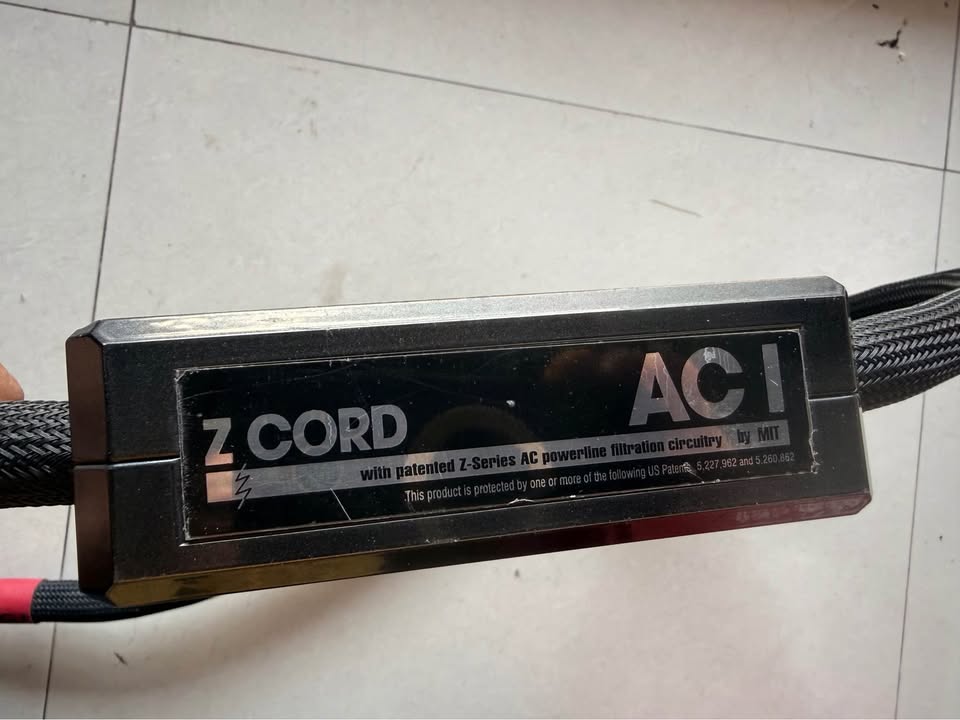 Z CORD
AC I
with patented Z-Series AC powerline filtration circuitry by MIT
This product is protected by one or more of the following US Patents, 5,227,962 and 5,260,862